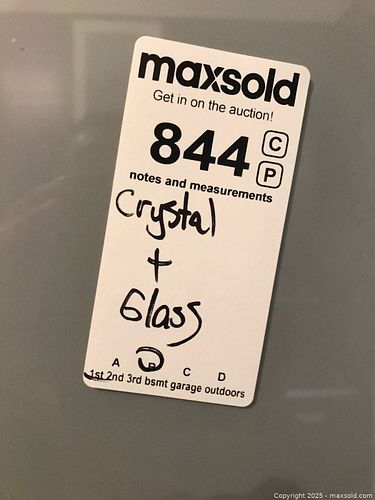 maxsold
Get in on the auction!
844 C
P
notes and measurements
Crystal
+
Glass
A B C D
1st 2nd 3rd bsmt garage outdoors
Copyright 2025 - maxsold.com